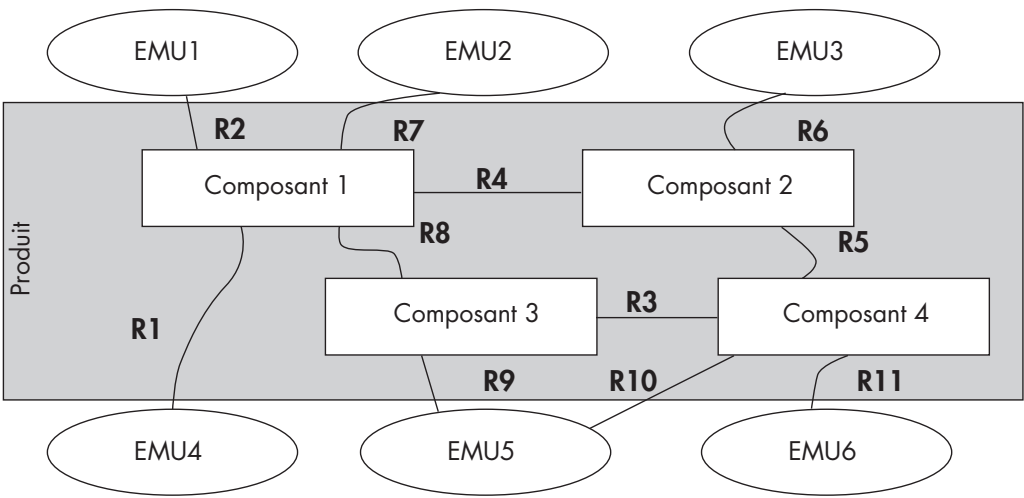 EMU1
EMU2
EMU3
R2
R7
R6
Composant 1
R4
Composant 2
R8
R5
Produit
Composant 3
R3
Composant 4
R1
R9
R10
R11
EMU4
EMU5
EMU6